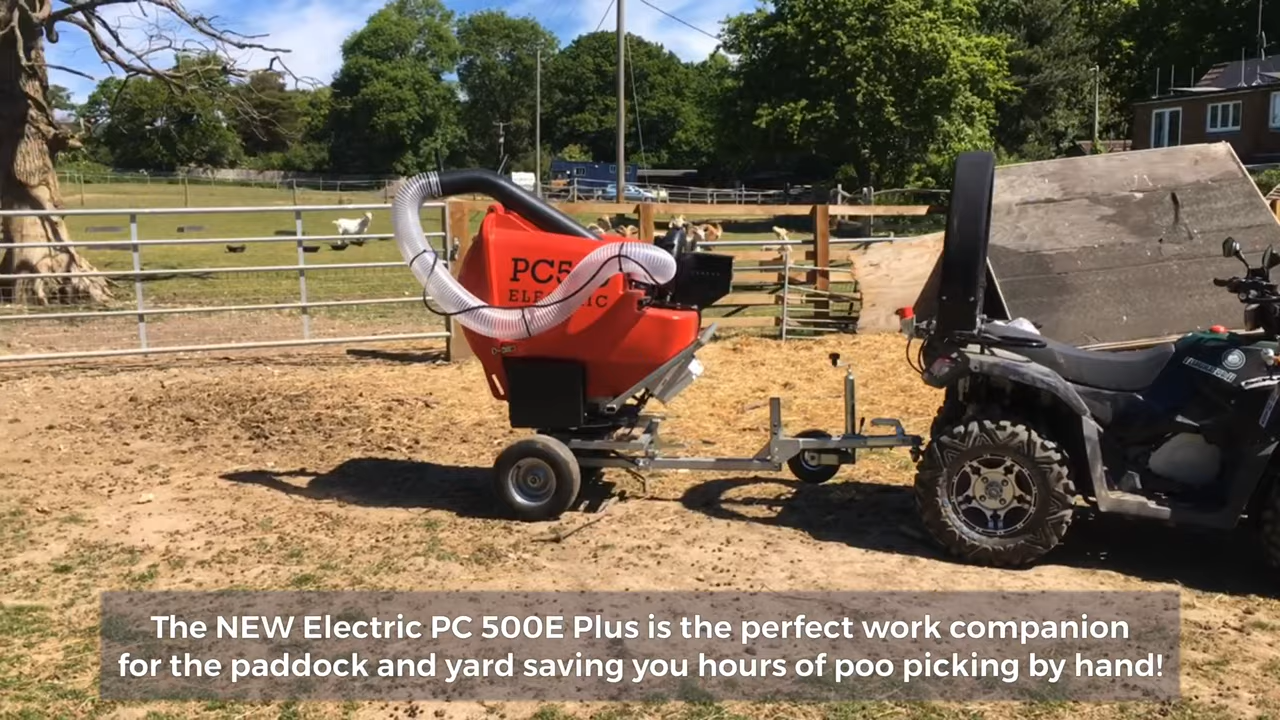 PC5
ELECTRIC
The NEW Electric PC 500E Plus is the perfect work companion
for the paddock and yard saving you hours of poo picking by hand!